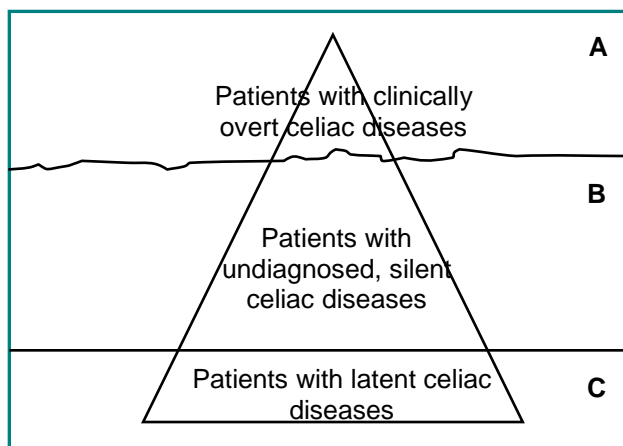 A
Patients with clinically
overt celiac diseases
B
Patients with
undiagnosed, silent
celiac diseases
Patients with latent celiac
diseases
C